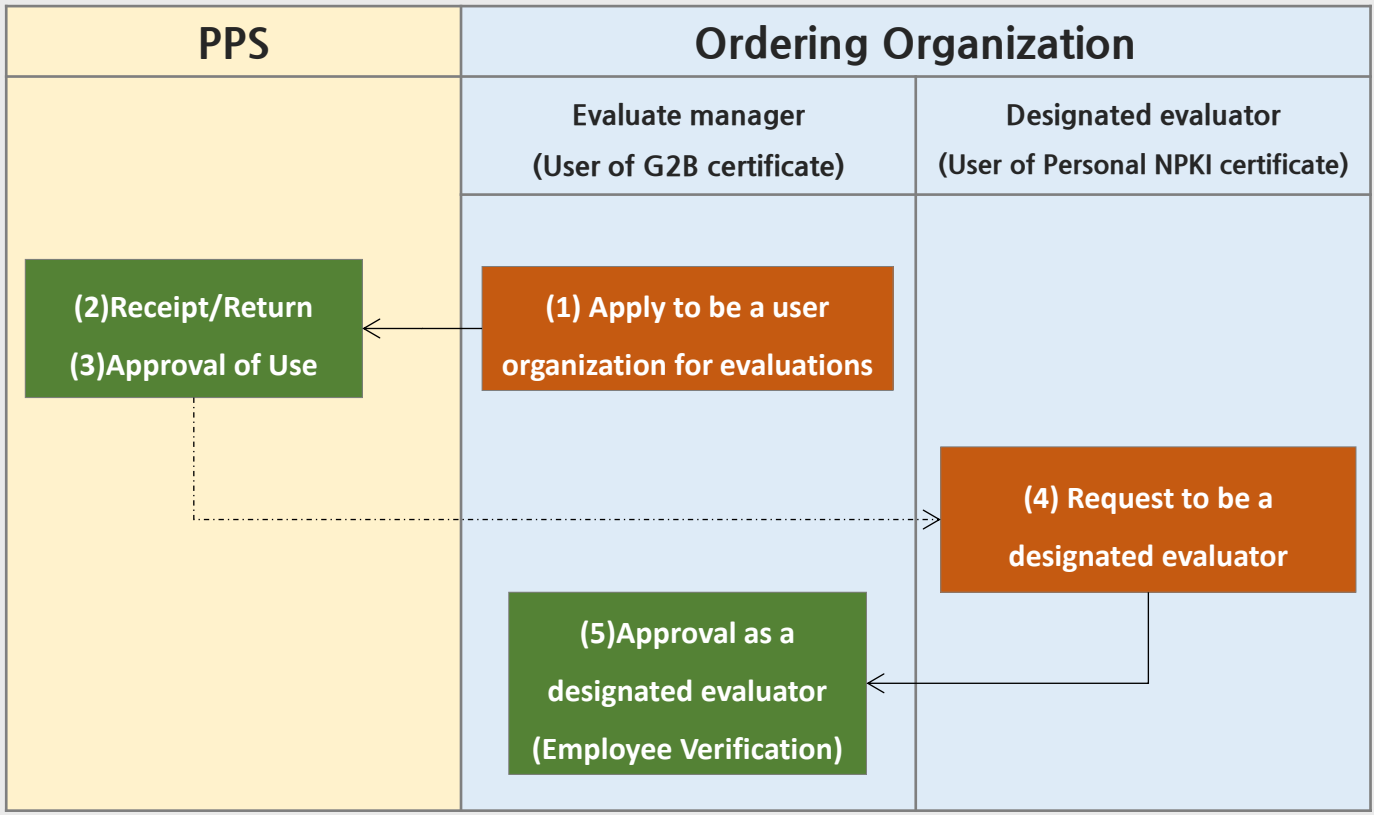 PPS
Ordering Organization
Evaluate manager
(User of G2B certificate)
Designated evaluator
(User of Personal NPKI certificate)
(2)Receipt/Return
(3)Approval of Use
(1) Apply to be a user
organization for evaluations
(4) Request to be a
designated evaluator
(5)Approval as a
designated evaluator
(Employee Verification)